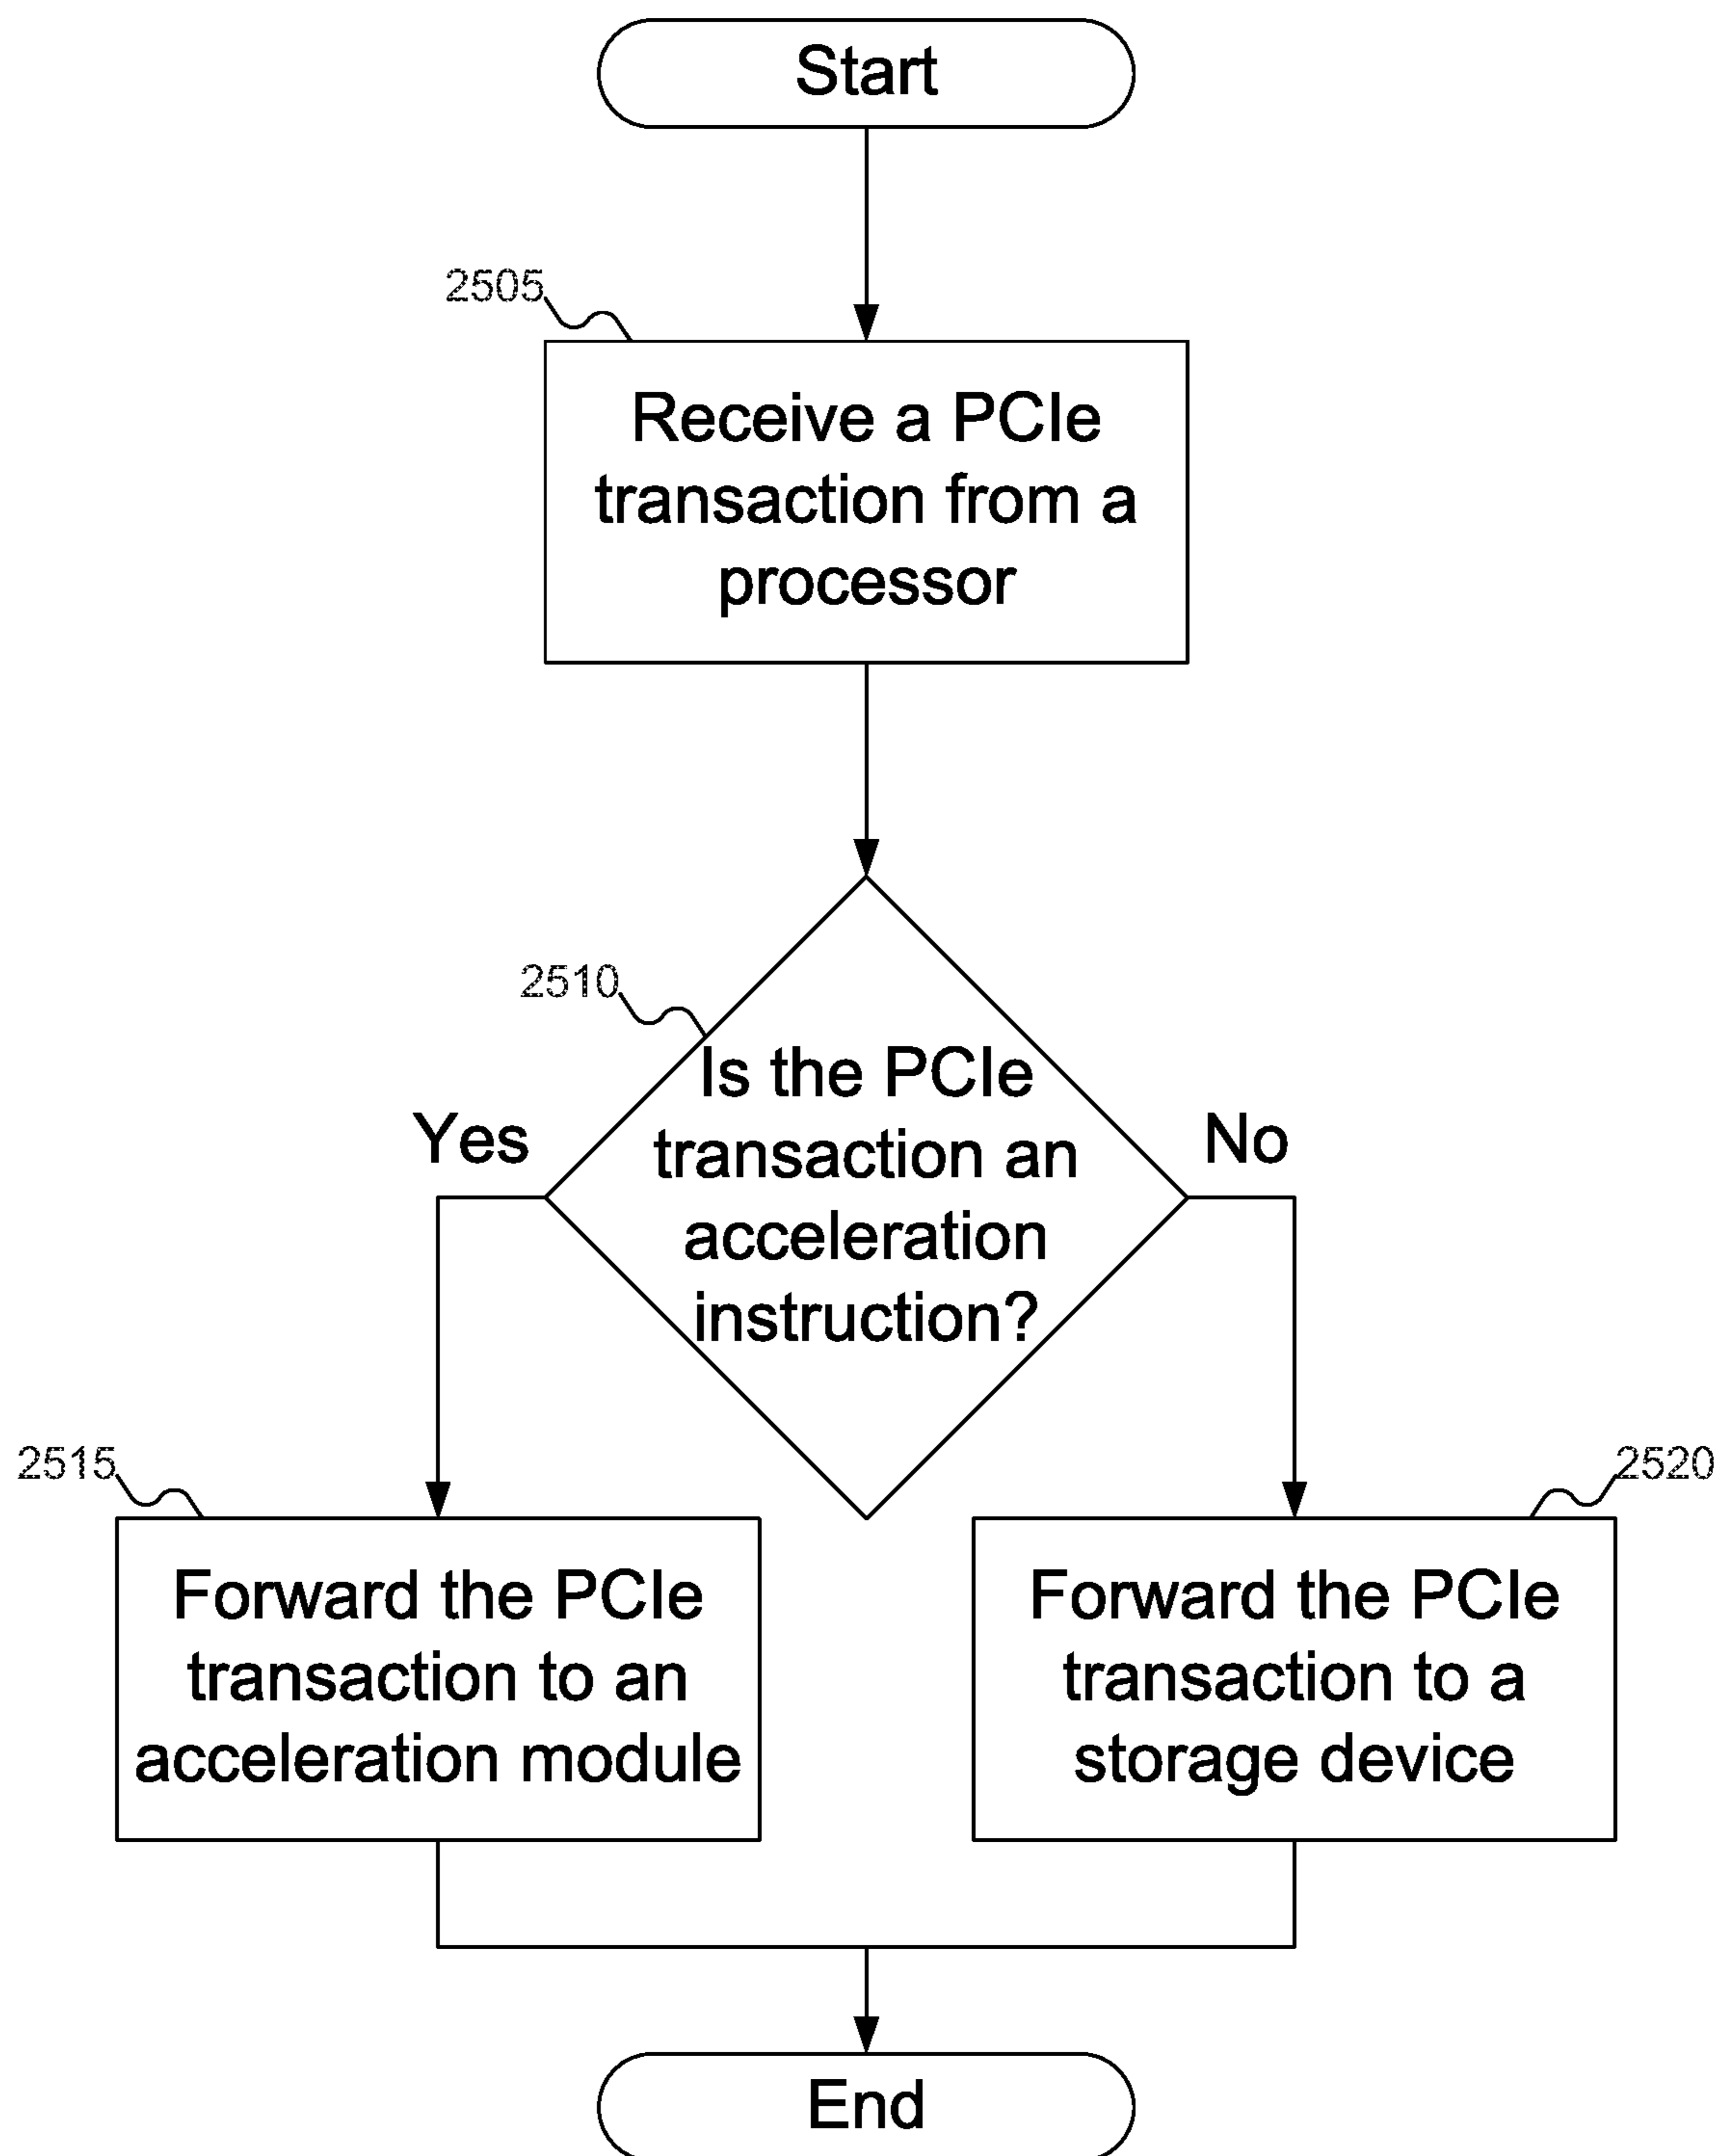 Start
2505
Receive a PCIe
transaction from a
processor
2510
Is the PCIe
transaction an
acceleration
instruction?
Yes
No
2515
Forward the PCIe
transaction to an
acceleration module
2520
Forward the PCIe
transaction to a
storage device
End